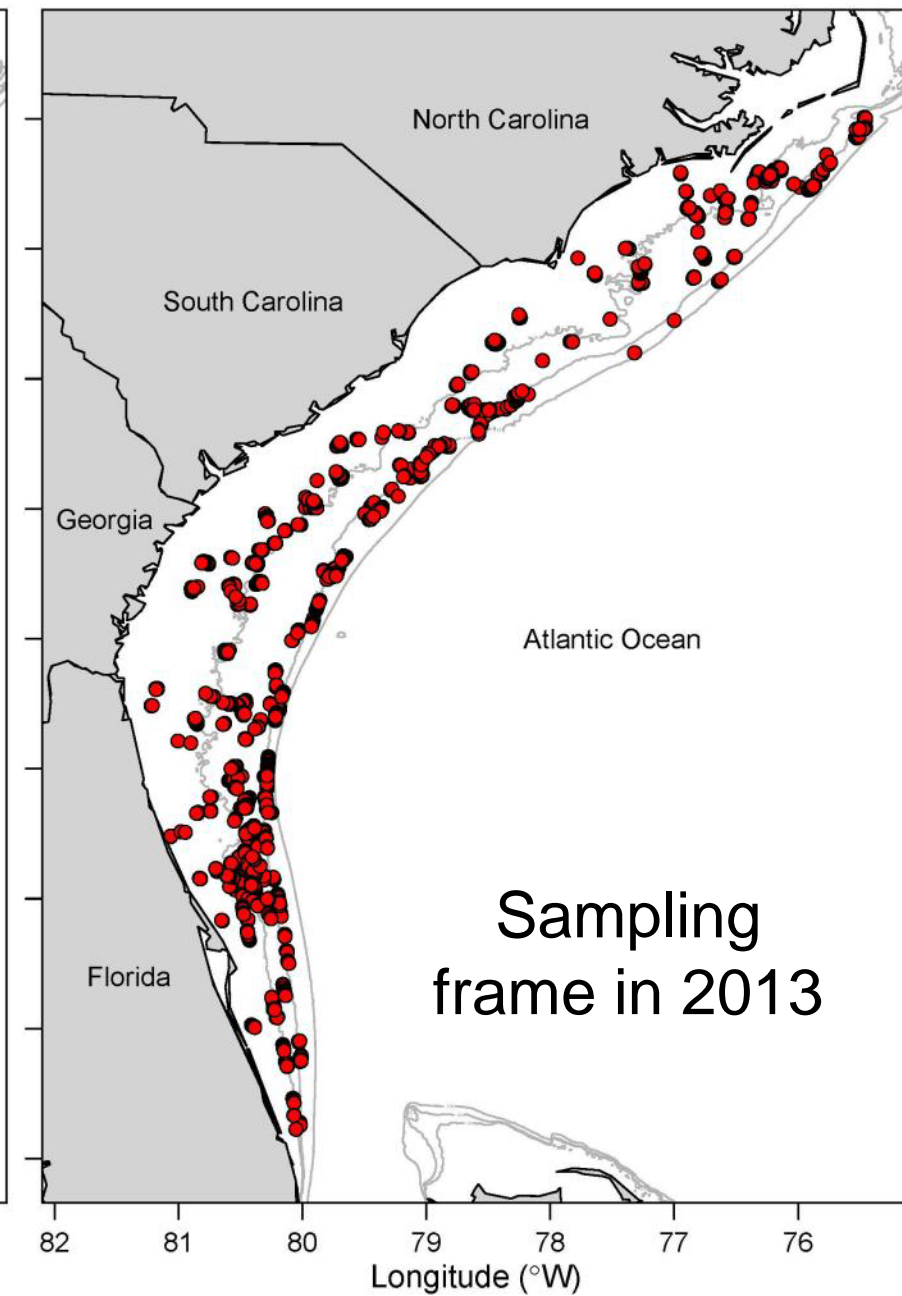 North Carolina
South Carolina
Georgia
Atlantic Ocean
Florida
Sampling
frame in 2013
82 81 80 79 78 77 76
Longitude (°W)